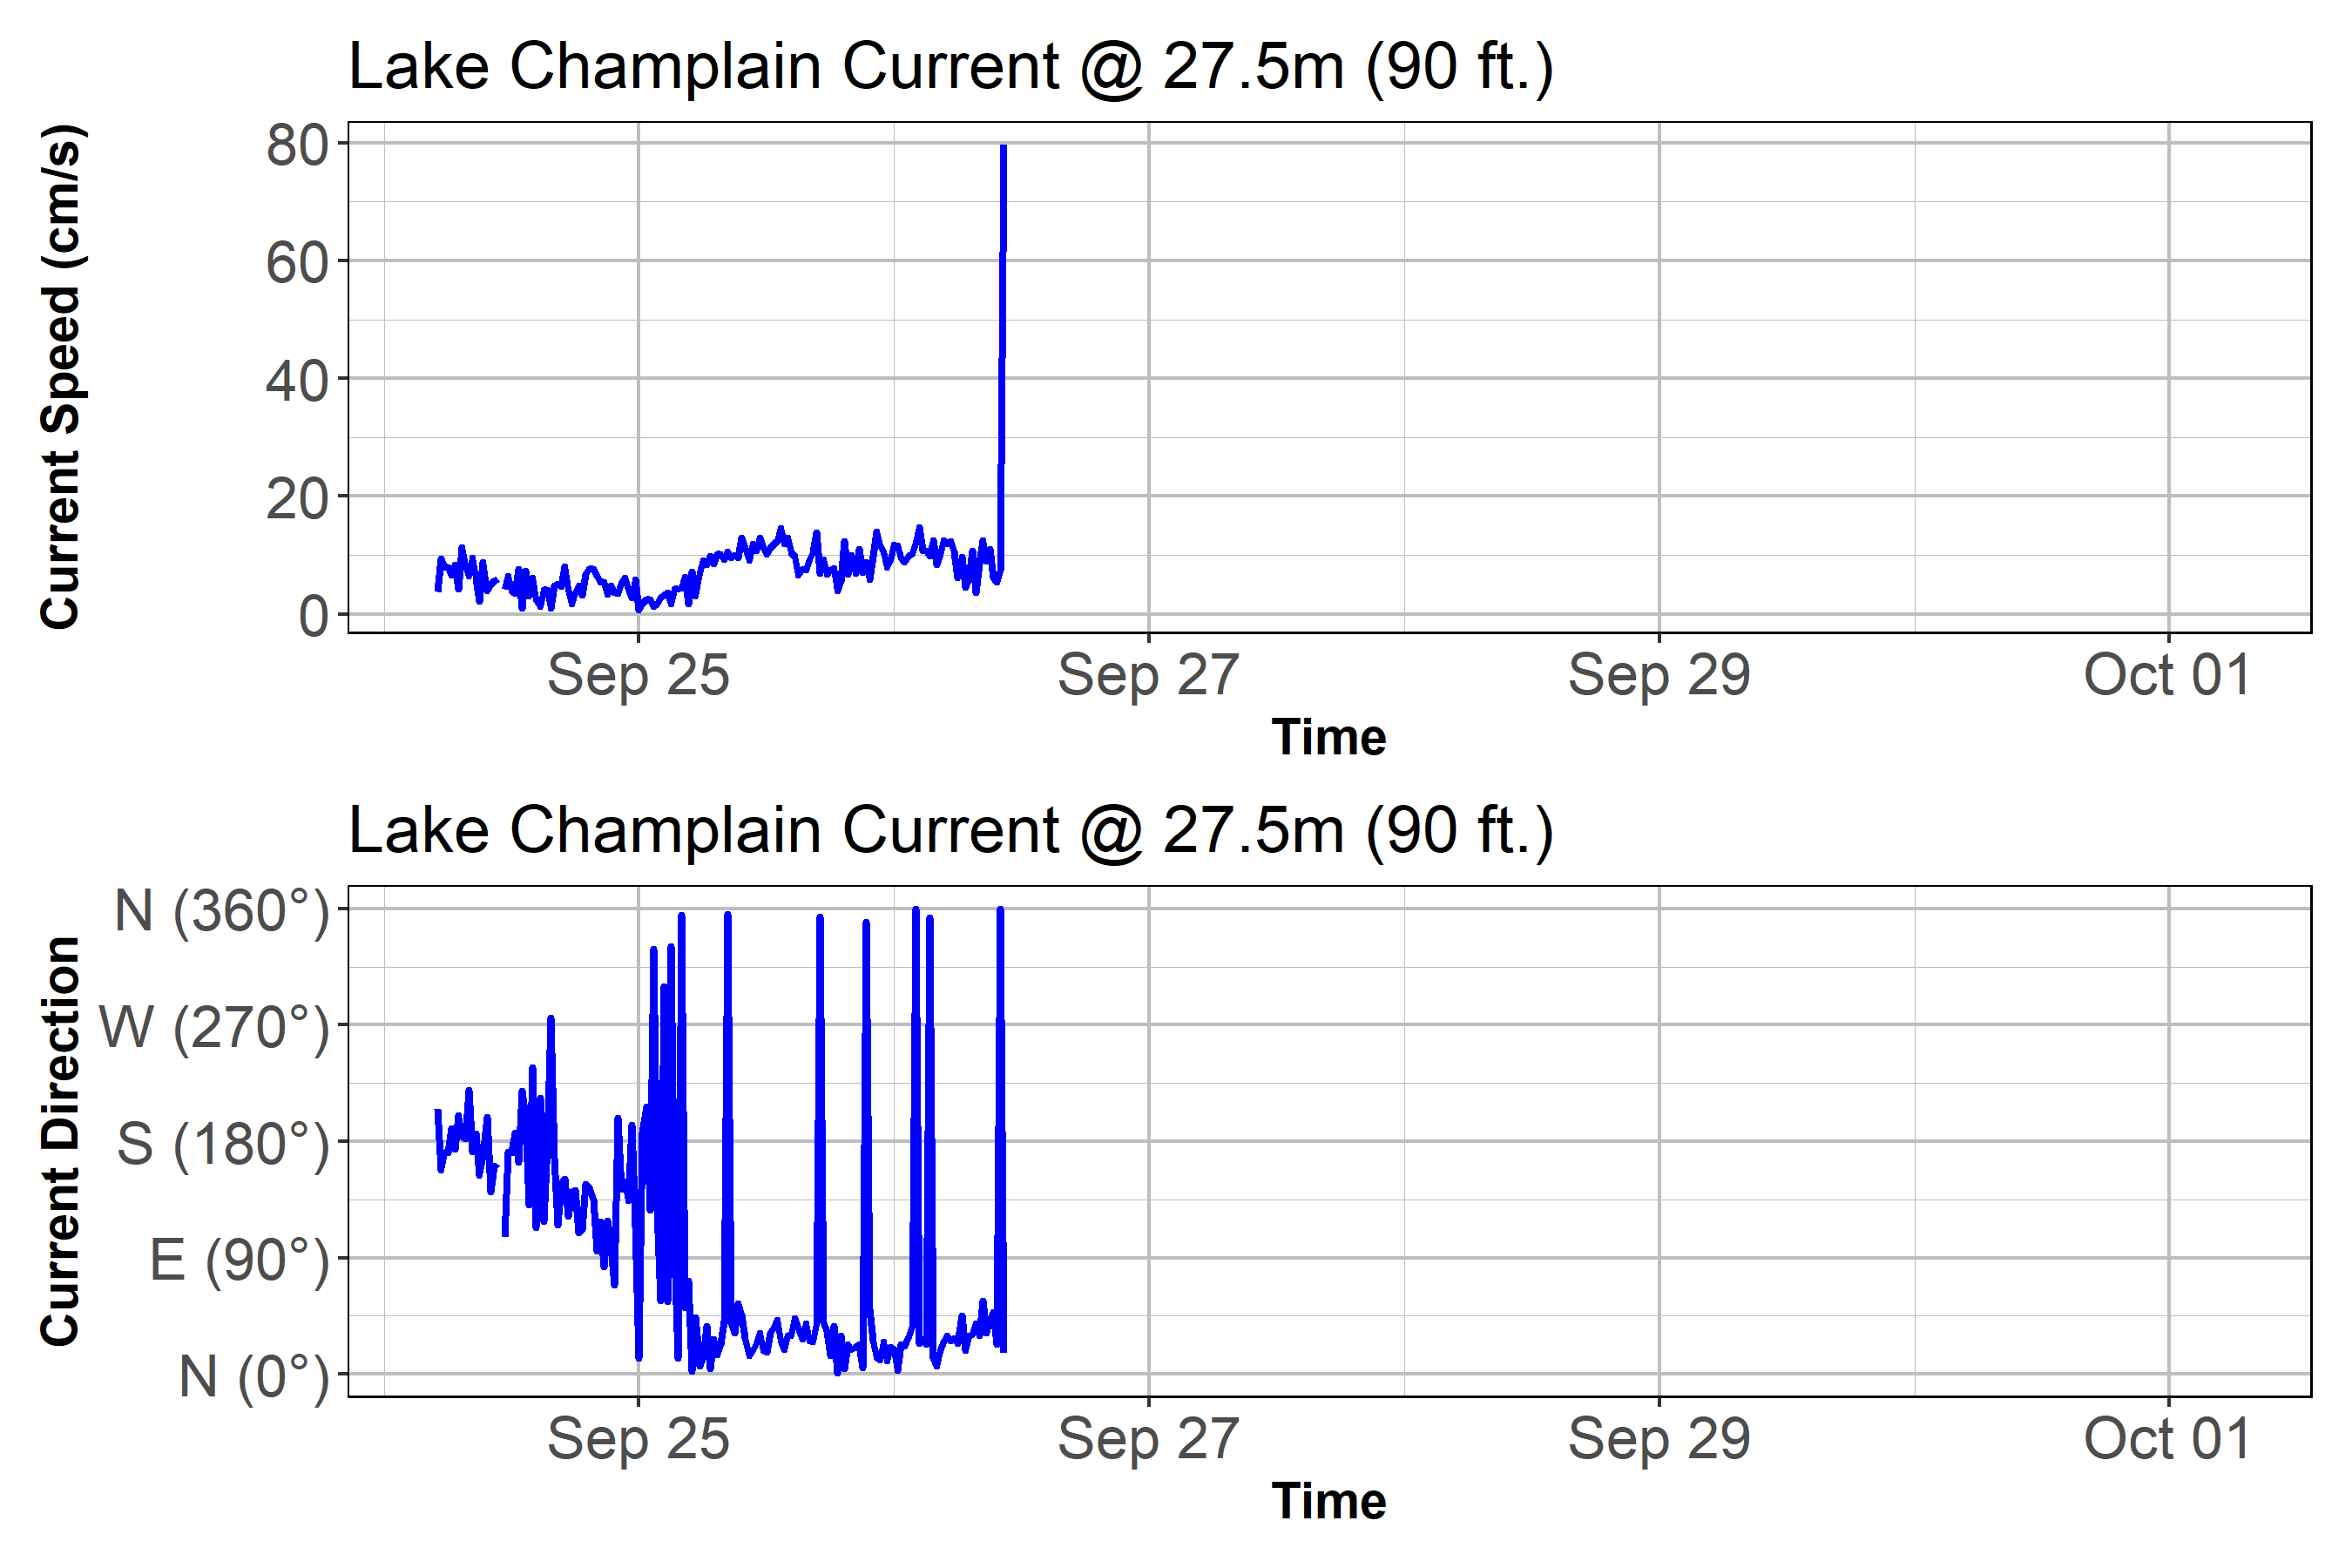 Lake Champlain Current @ 27.5m (90 ft.)
Current Speed (cm/s)
80
60
40
20
0
Sep 25 Sep 27 Sep 29 Oct 01
Time
Lake Champlain Current @ 27.5m (90 ft.)
Current Direction
N (360°)
W (270°)
S (180°)
E (90°)
N (0°)
Sep 25 Sep 27 Sep 29 Oct 01
Time